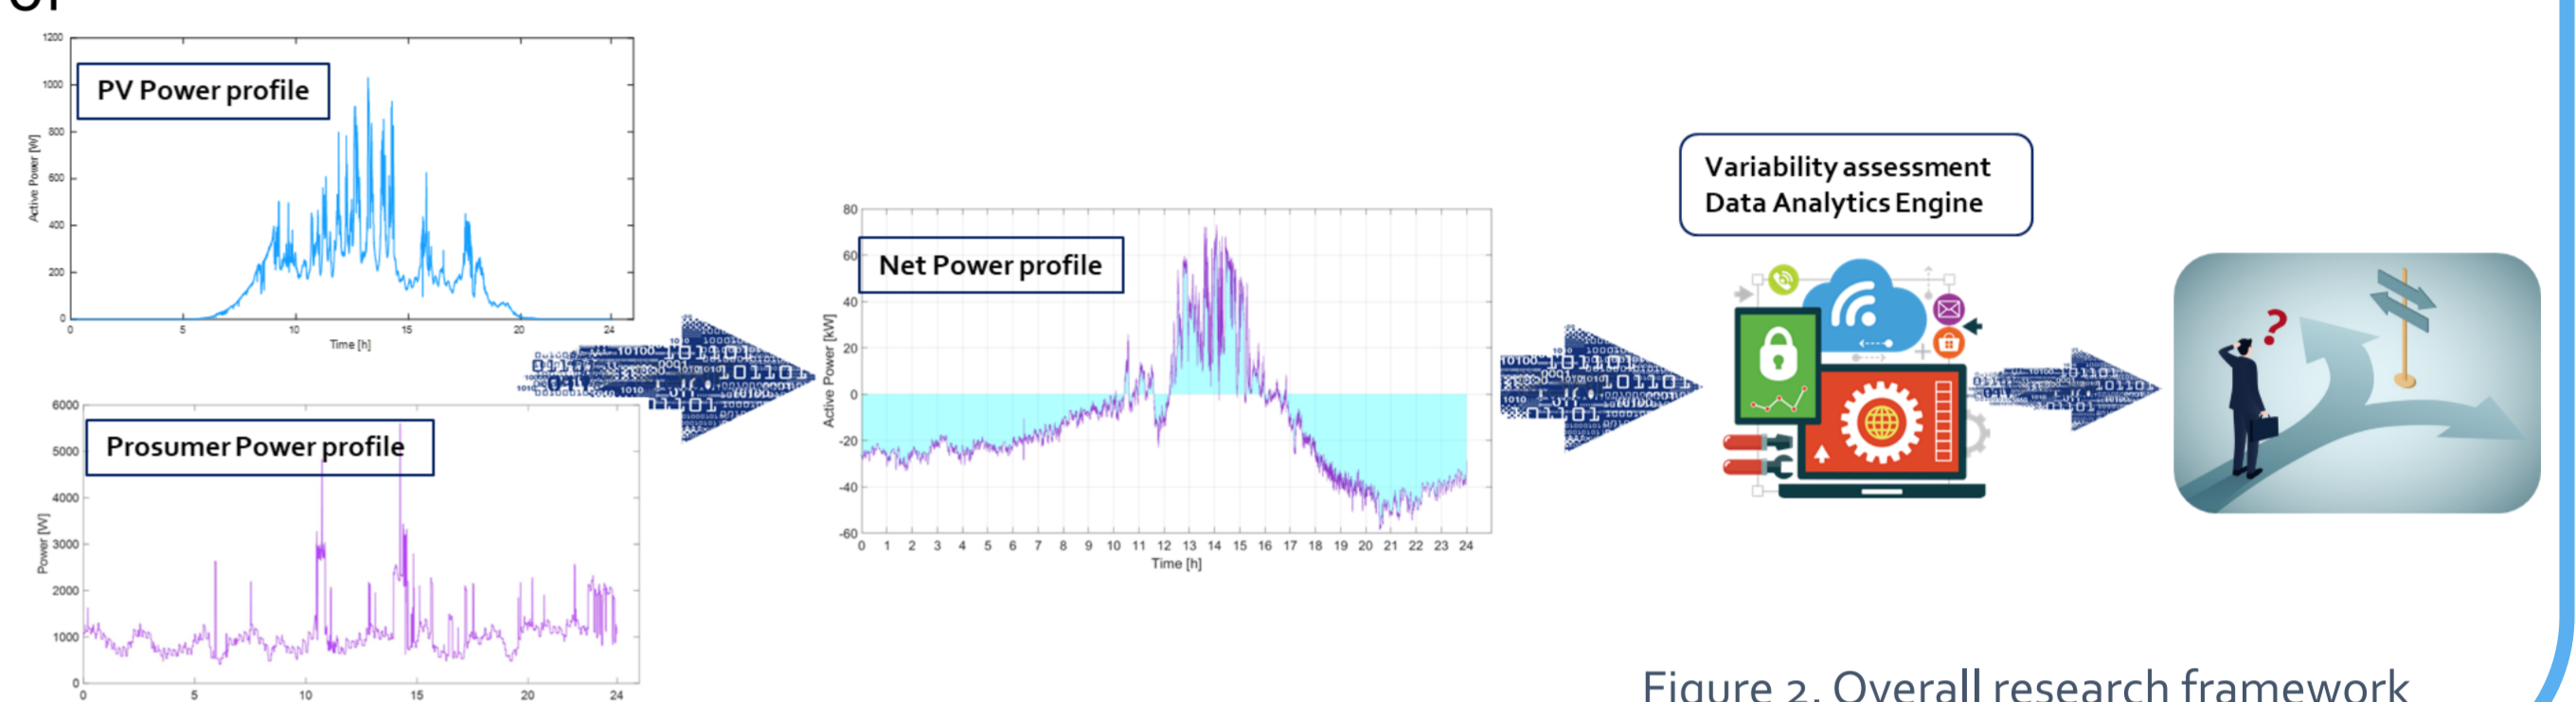 PV Power profile
1200
1000
800
600
400
200
0
Active Power [W]
0 5 10 15 20 24
Time [h]
Prosumer Power profile
6000
5000
4000
3000
2000
1000
0
Power [W]
0 5 10 15 20 24
Net Power profile
80
60
40
20
0
-20
-40
-60
Active Power [kW]
0 1 2 3 4 5 6 7 8 9 10 11 12 13 14 15 16 17 18 19 20 21 22 23 24
Time [h]
101101
101101
101101
Variability assessment
Data Analytics Engine
?
Figure 2. Overall research framework